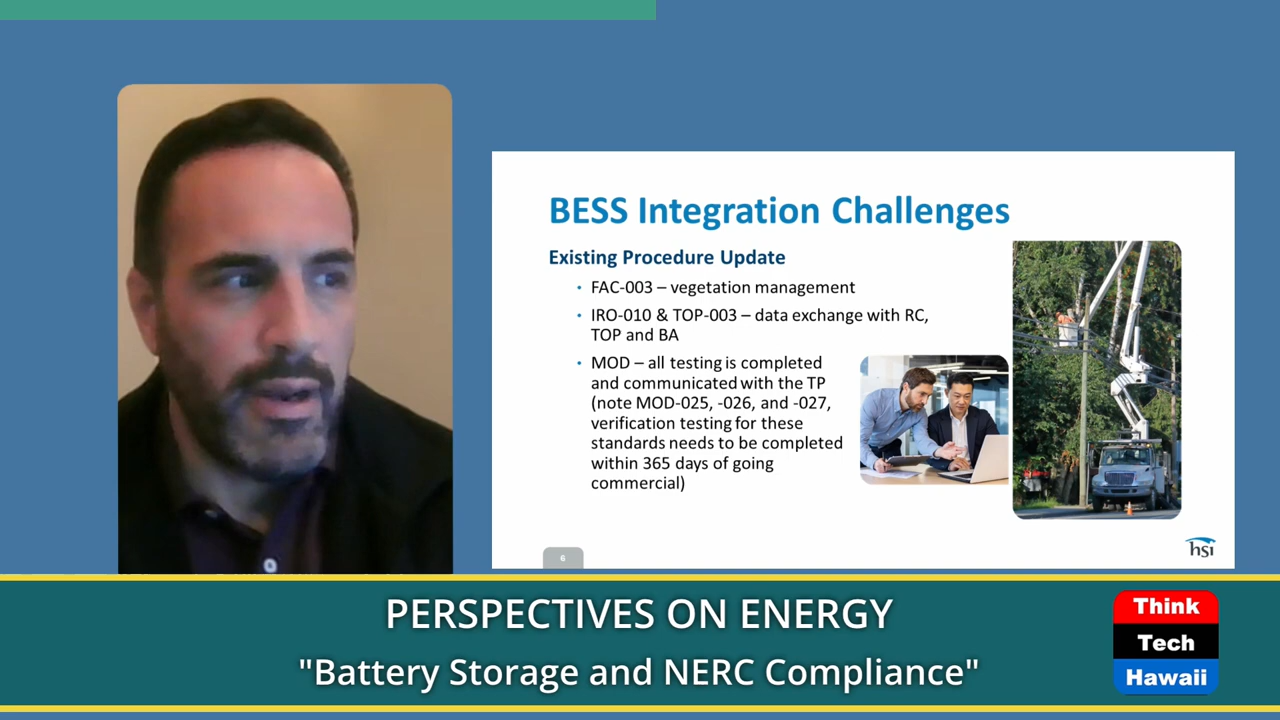 BESS Integration Challenges
Existing Procedure Update
• FAC-003 – vegetation management
• IRO-010 & TOP-003 – data exchange with RC,
TOP and BA
• MOD – all testing is completed
and communicated with the TP
(note MOD-025, -026, and -027,
verification testing for these
standards needs to be completed
within 365 days of going
commercial)
6
hsi
PERSPECTIVES ON ENERGY
"Battery Storage and NERC Compliance"
Think
Tech
Hawaii